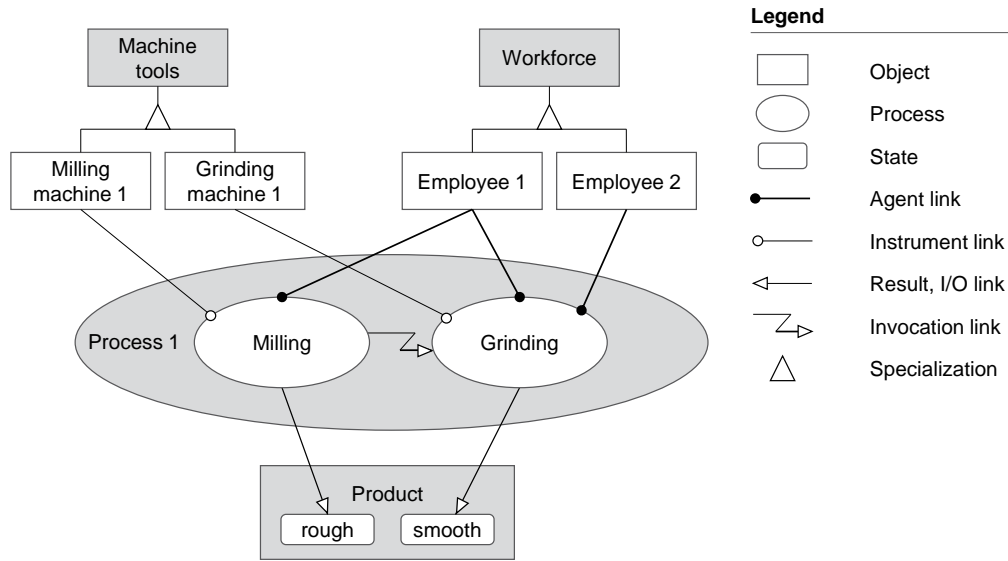 Machine
tools
Workforce
Milling
machine 1
Grinding
machine 1
Employee 1
Employee 2
Process 1
Milling
Grinding
Product
rough
smooth
Legend
Object
Process
State
Agent link
Instrument link
Result, I/O link
Invocation link
Specialization